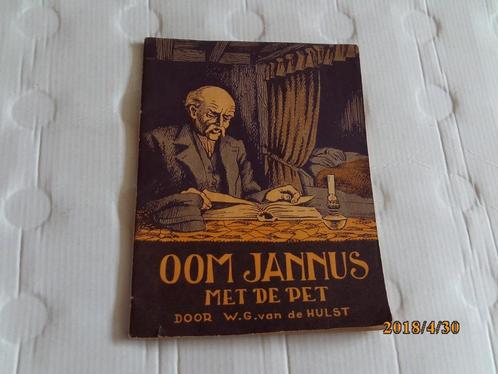 OOM JANNUS
MET DE PET
DOOR W.G. van de HULST
2018/4/30